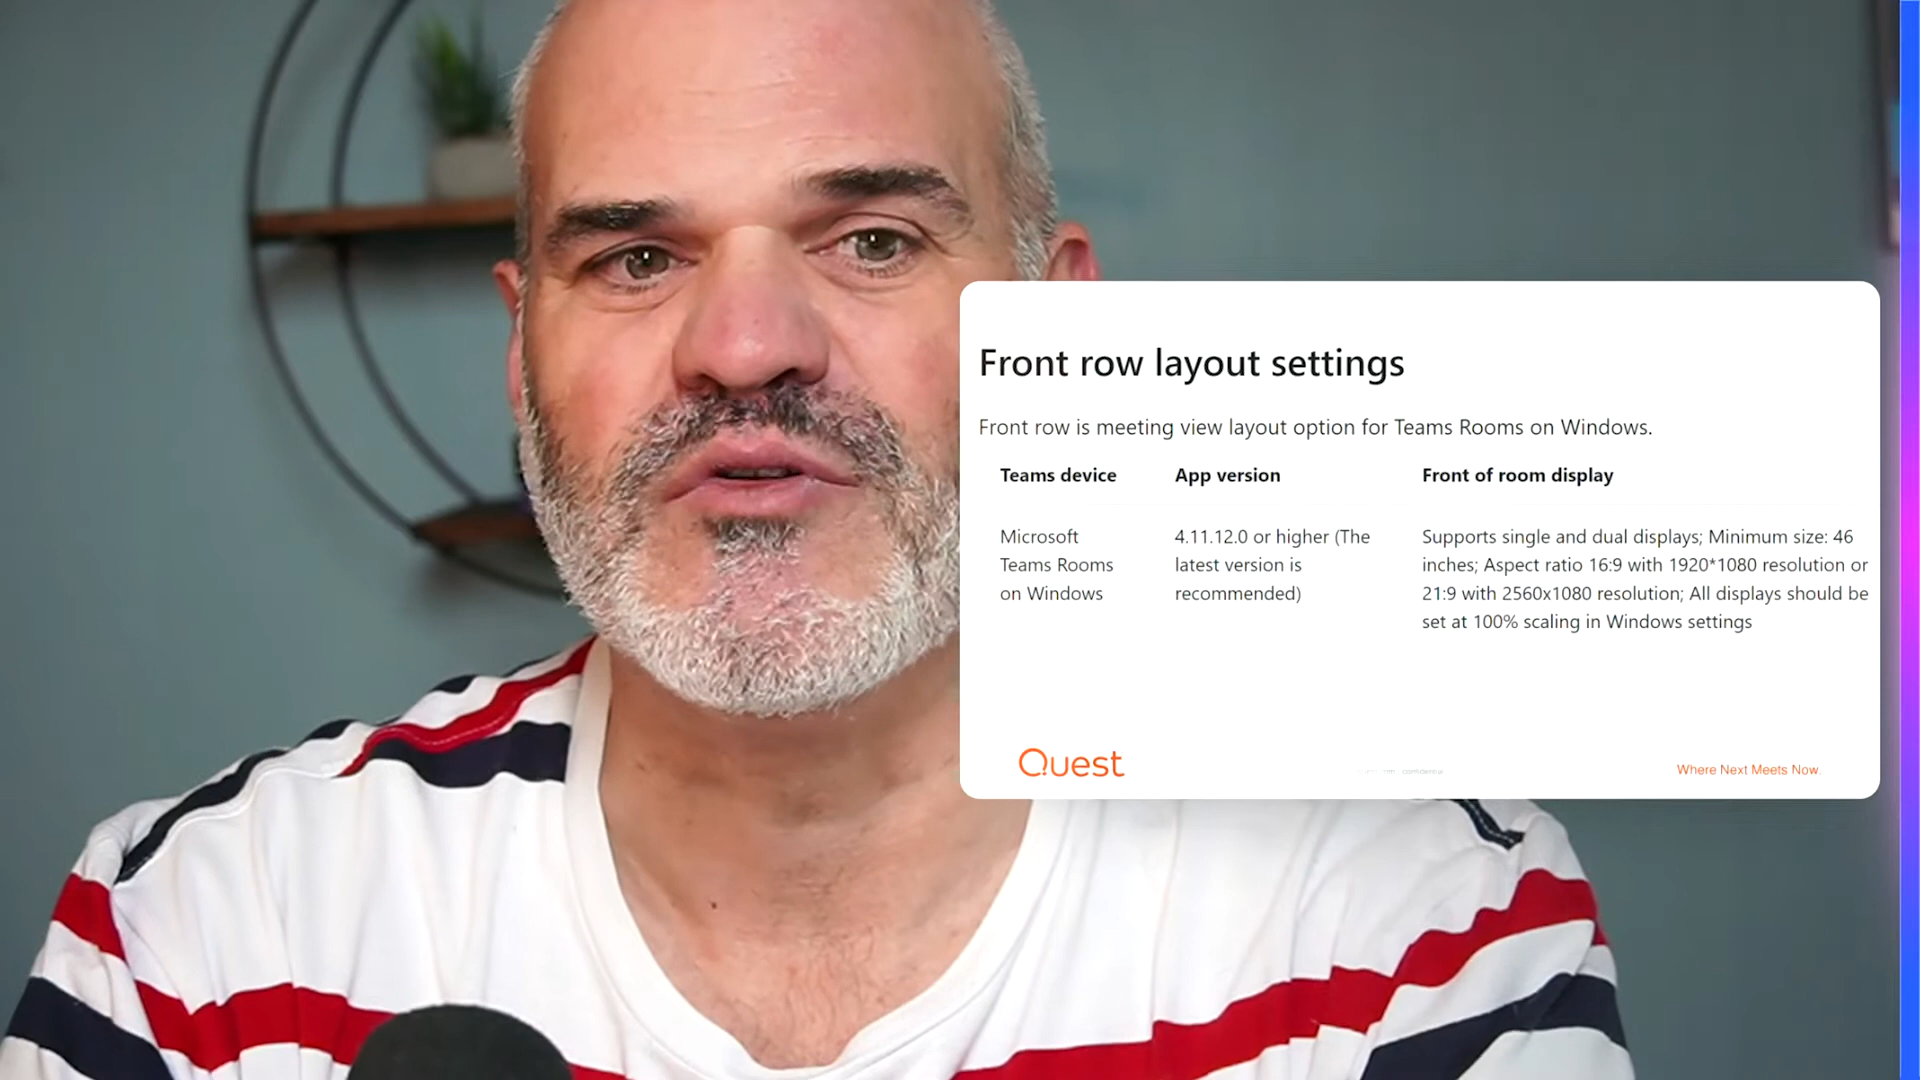 Front row layout settings
Front row is meeting view layout option for Teams Rooms on Windows.
Teams device
App version
Front of room display
Microsoft
Teams Rooms
on Windows
4.11.12.0 or higher (The
latest version is
recommended)
Supports single and dual displays; Minimum size: 46
inches; Aspect ratio 16:9 with 1920*1080 resolution or
21:9 with 2560x1080 resolution; All displays should be
set at 100% scaling in Windows settings
Quest
confidential
Where Next Meets Now.